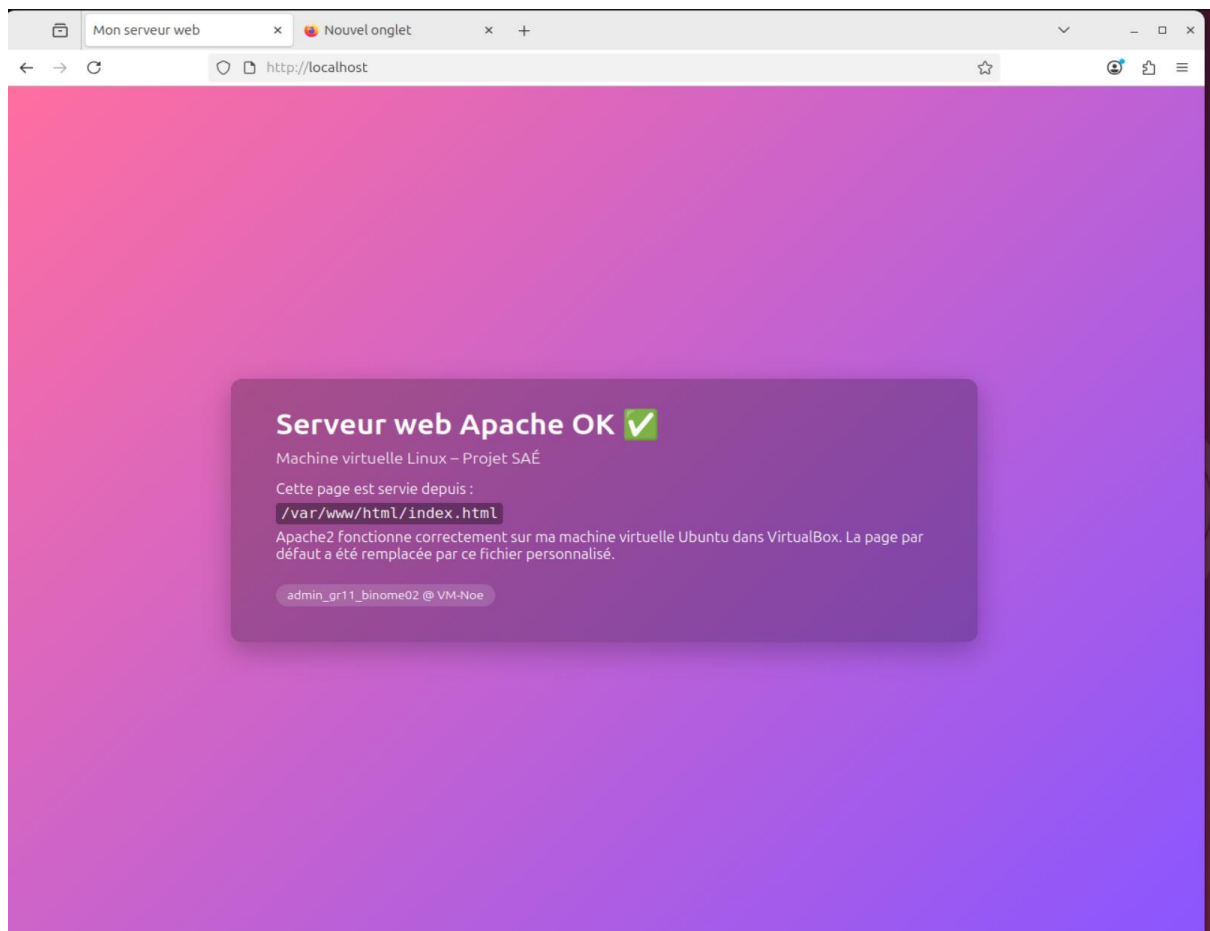 Mon serveur web
Nouvel onglet
http://localhost
Serveur web Apache OK ✅
Machine virtuelle Linux – Projet SAÉ
Cette page est servie depuis :
/var/www/html/index.html
Apache2 fonctionne correctement sur ma machine virtuelle Ubuntu dans VirtualBox. La page par
défaut a été remplacée par ce fichier personnalisé.
admin_gr11_binome02 @ VM-Noe